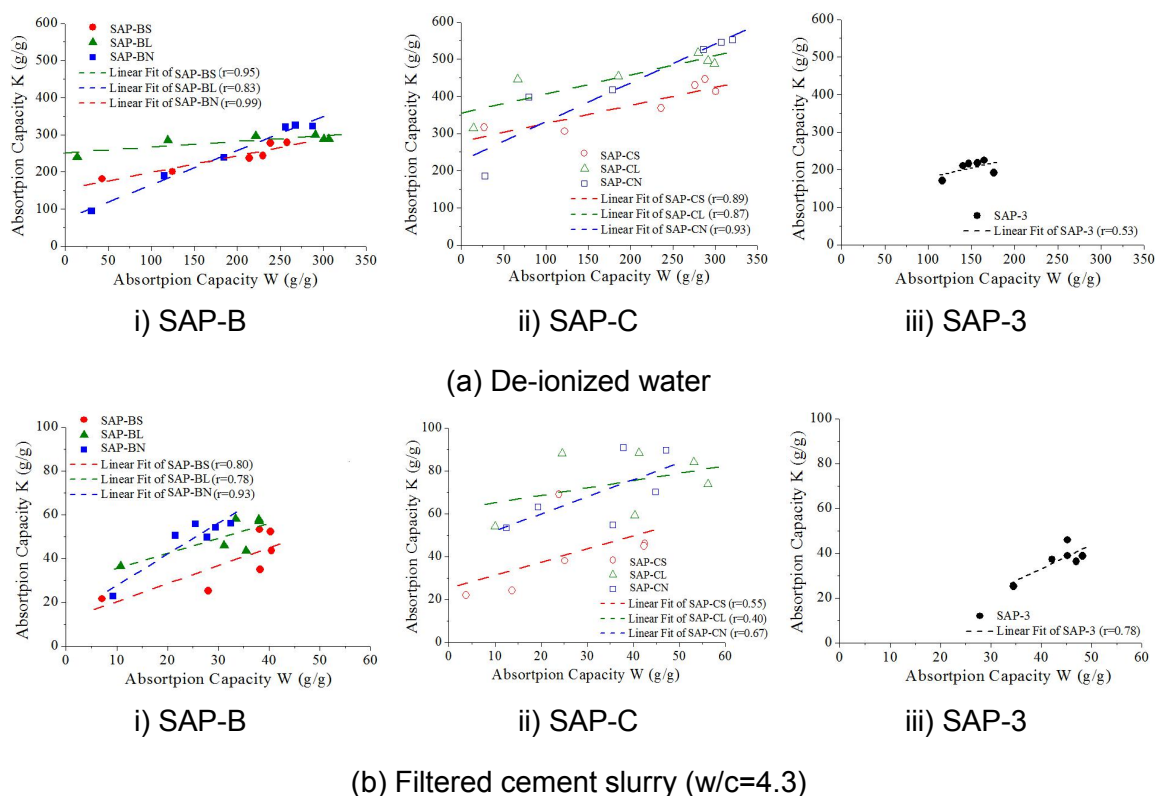 SAP-BS
SAP-BL
SAP-BN
Linear Fit of SAP-BS (r=0.95)
Linear Fit of SAP-BL (r=0.83)
Linear Fit of SAP-BN (r=0.99)
Absortpion Capacity K (g/g)
600
500
400
300
200
100
0
0 50 100 150 200 250 300 350
Absortpion Capacity W (g/g)
i) SAP-B
SAP-CS
SAP-CL
SAP-CN
Linear Fit of SAP-CS (r=0.89)
Linear Fit of SAP-CL (r=0.87)
Linear Fit of SAP-CN (r=0.93)
Absortpion Capacity K (g/g)
600
500
400
300
200
100
0
0 50 100 150 200 250 300 350
Absortpion Capacity W (g/g)
ii) SAP-C
SAP-3
Linear Fit of SAP-3 (r=0.53)
Absortpion Capacity K (g/g)
600
500
400
300
200
100
0
0 50 100 150 200 250 300 350
Absortpion Capacity W (g/g)
iii) SAP-3
(a) De-ionized water
SAP-BS
SAP-BL
SAP-BN
Linear Fit of SAP-BS (r=0.80)
Linear Fit of SAP-BL (r=0.78)
Linear Fit of SAP-BN (r=0.93)
Absortpion Capacity K (g/g)
100
80
60
40
20
0
0 10 20 30 40 50 60
Absortpion Capacity W (g/g)
i) SAP-B
SAP-CS
SAP-CL
SAP-CN
Linear Fit of SAP-CS (r=0.55)
Linear Fit of SAP-CL (r=0.40)
Linear Fit of SAP-CN (r=0.67)
Absortpion Capacity K (g/g)
100
80
60
40
20
0
0 10 20 30 40 50 60
Absortpion Capacity W (g/g)
ii) SAP-C
SAP-3
Linear Fit of SAP-3 (r=0.78)
Absortpion Capacity K (g/g)
100
80
60
40
20
0
0 10 20 30 40 50 60
Absortpion Capacity W (g/g)
iii) SAP-3
(b) Filtered cement slurry (w/c=4.3)